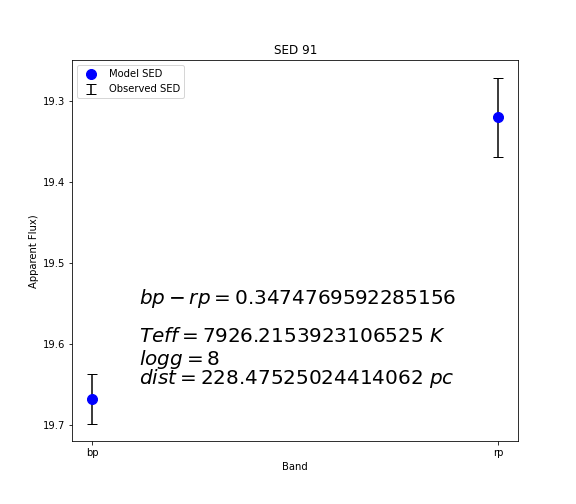 SED 91
Model SED
Observed SED
Apparent Flux)
19.3
19.4
19.5
19.6
19.7
bp − rp = 0.3474769592285156
Teff = 7926.2153923106525 K
logg = 8
dist = 228.47525024414062 pc
bp rp
Band